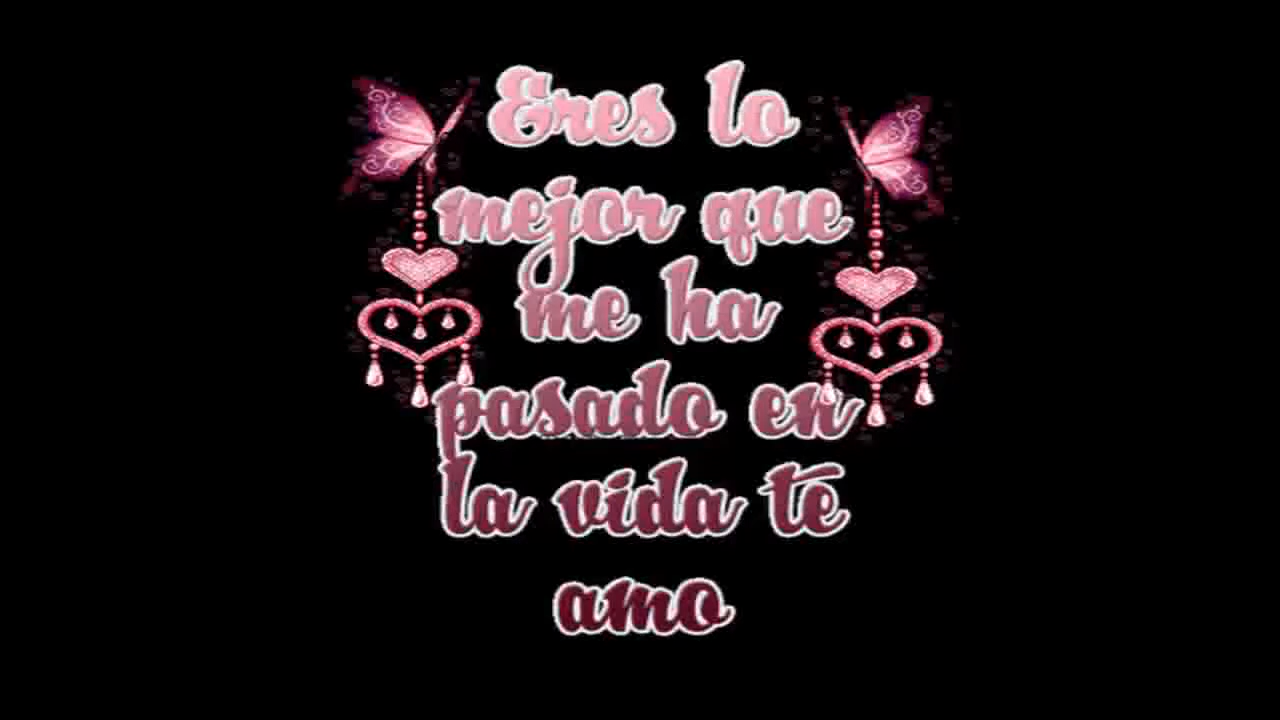 Eres lo
mejor que
me ha
pasado en
la vida te
amo